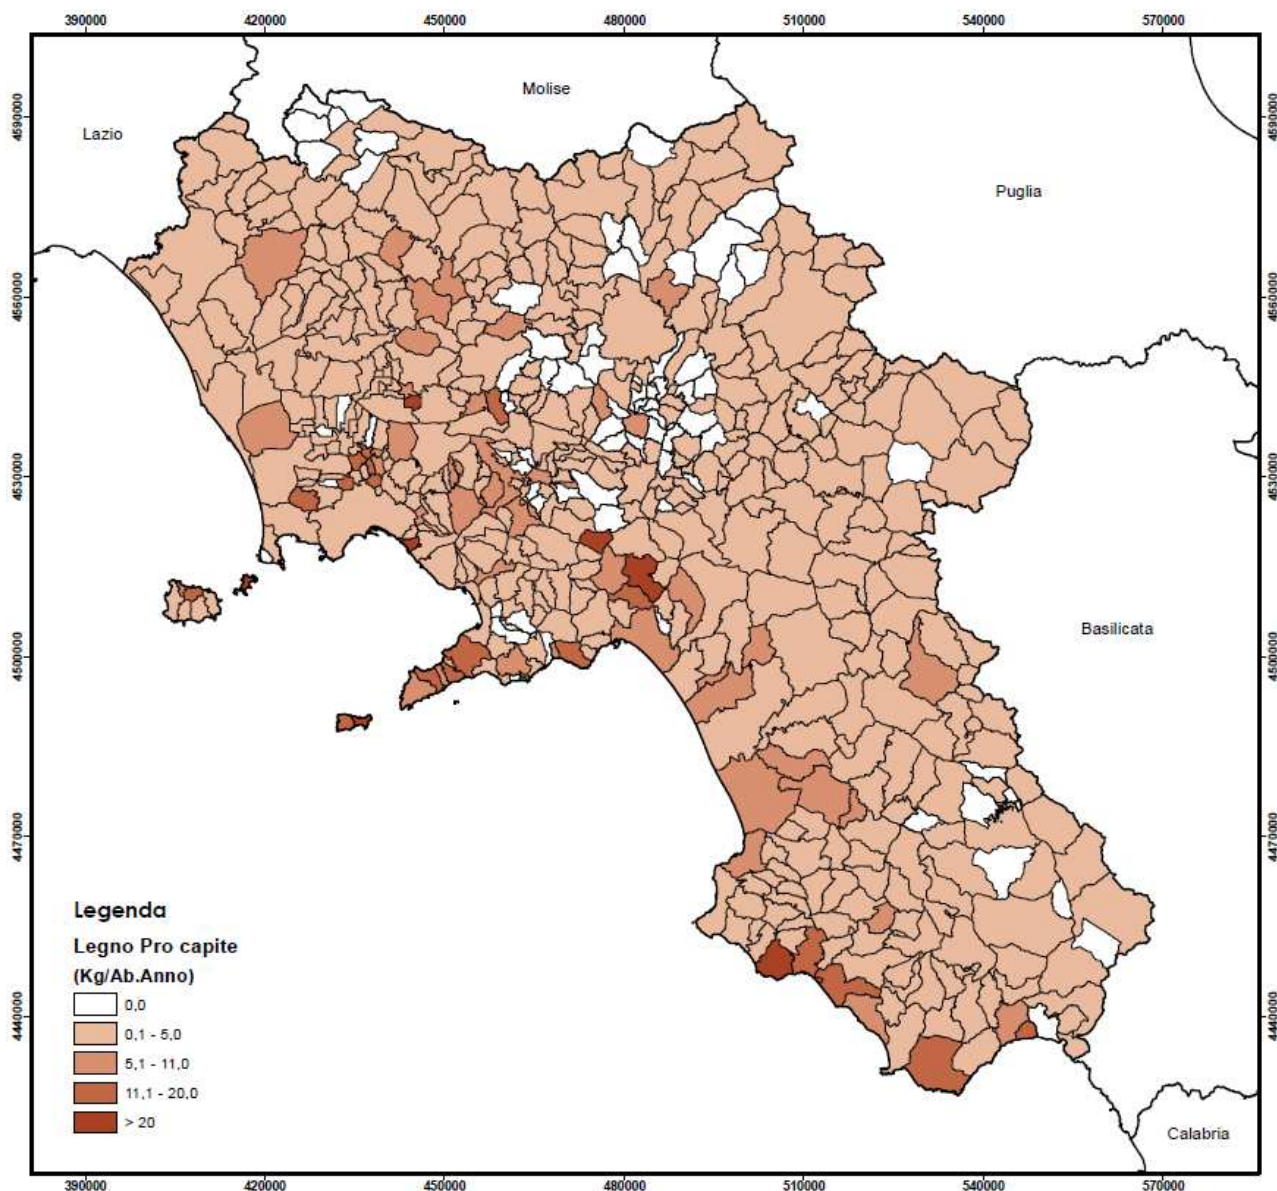 390000 420000 450000 480000 510000 540000 570000
Molise
4590000 4590000
Lazio
Puglia
4560000 4560000
4530000 4530000
Basilicata
4500000 4500000
4470000 4470000
Legenda
Legno Pro capite
(Kg/Ab.Anno)
0,0
0,1 - 5,0
4440000 4440000
5,1 - 11,0
11,1 - 20,0
> 20
Calabria
390000 420000 450000 480000 510000 540000 570000